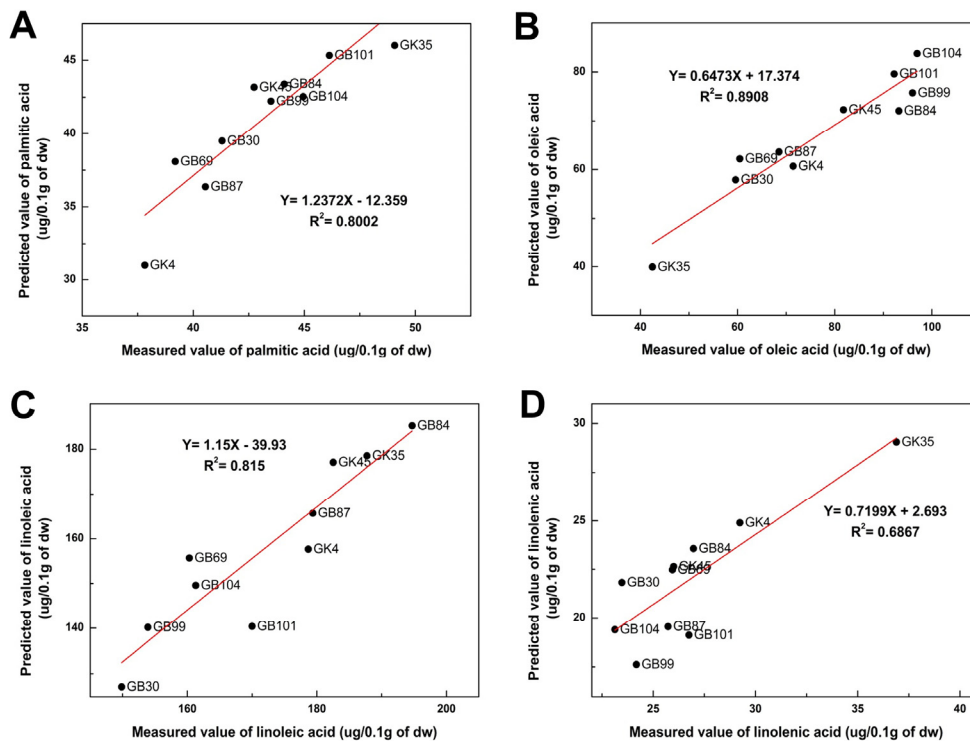 A
Predicted value of palmitic acid
(ug/0.1g of dw)
45
40
35
30
GK35
GB101
GB84
GK45
GB104
GB99
GB30
GB69
GB87
GK4
Y= 1.2372X - 12.359
R2= 0.8002
35 40 45 50
Measured value of palmitic acid (ug/0.1g of dw)
B
Predicted value of oleic acid
(ug/0.1g of dw)
80
60
40
Y= 0.6473X + 17.374
R2= 0.8908
GB104
GB101
GB99
GB84
GK45
GB87
GB69
GK4
GB30
GK35
40 60 80 100
Measured value of oleic acid (ug/0.1g of dw)
C
Predicted value of linoleic acid
(ug/0.1g of dw)
180
160
140
Y= 1.15X - 39.93
R2= 0.815
GB84
GK35
GK45
GB87
GK4
GB69
GB104
GB99
GB101
GB30
160 180 200
Measured value of linoleic acid (ug/0.1g of dw)
D
Predicted value of linolenic acid
(ug/0.1g of dw)
30
25
20
GK35
GK4
Y= 0.7199X + 2.693
R2= 0.6867
GB84
GK45
GB69
GB30
GB104
GB87
GB101
GB99
25 30 35 40
Measured value of linolenic acid (ug/0.1g of dw)